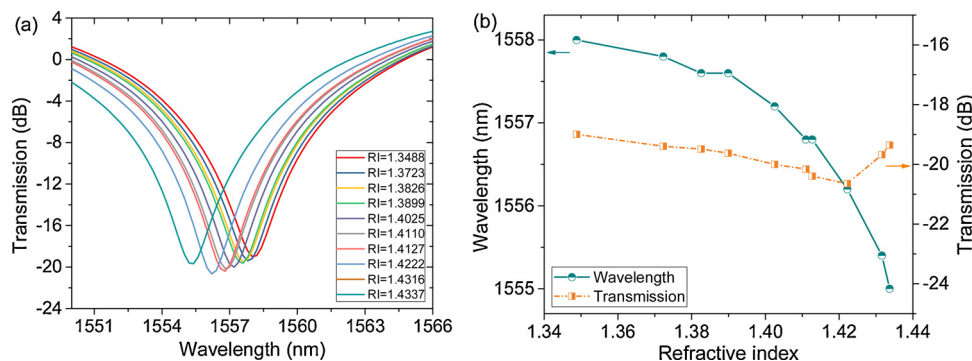 (a)
4
0
-4
-8
-12
-16
-20
-24
Transmission (dB)
RI=1.3488
RI=1.3723
RI=1.3826
RI=1.3899
RI=1.4025
RI=1.4110
RI=1.4127
RI=1.4222
RI=1.4316
RI=1.4337
1551 1554 1557 1560 1563 1566
Wavelength (nm)
(b)
1558
1557
1556
1555
Wavelength (nm)
-16
-18
-20
-22
-24
Transmission (dB)
Wavelength
Transmission
1.34 1.36 1.38 1.40 1.42 1.44
Refractive index